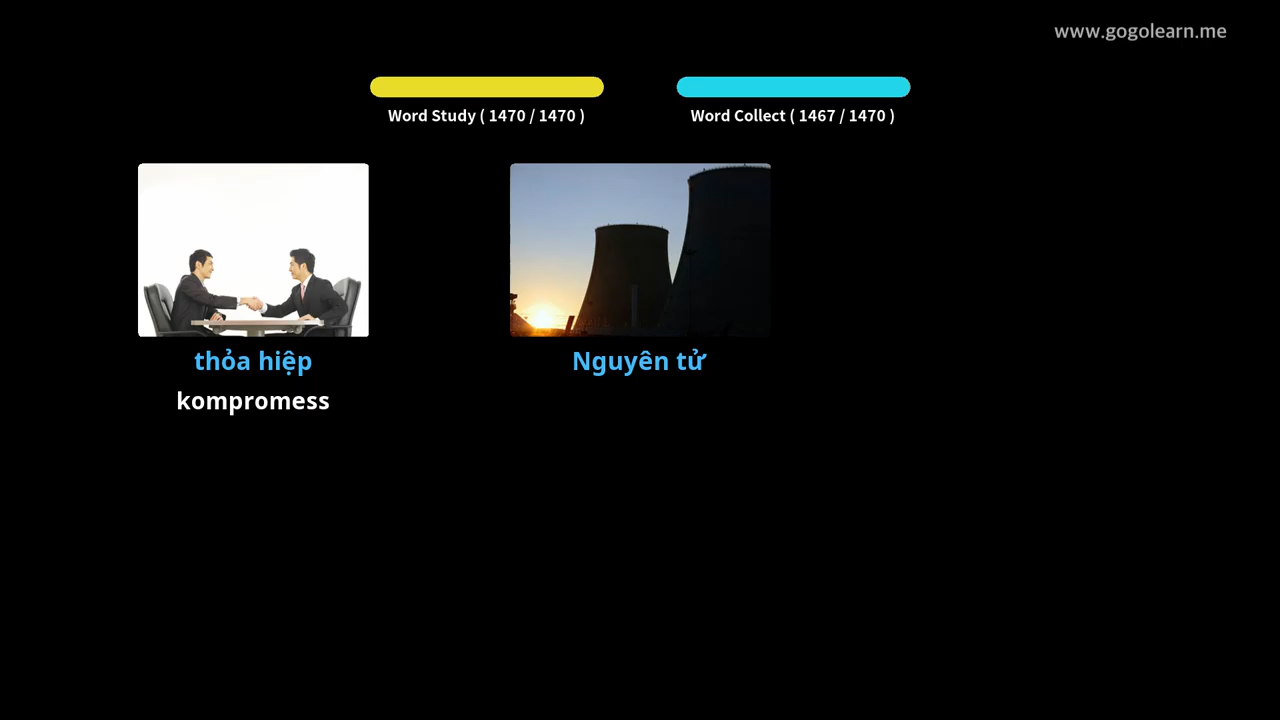 www.gogolearn.me
Word Study ( 1470 / 1470 )
Word Collect ( 1467 / 1470 )
thỏa hiệp
kompromess
Nguyên tử